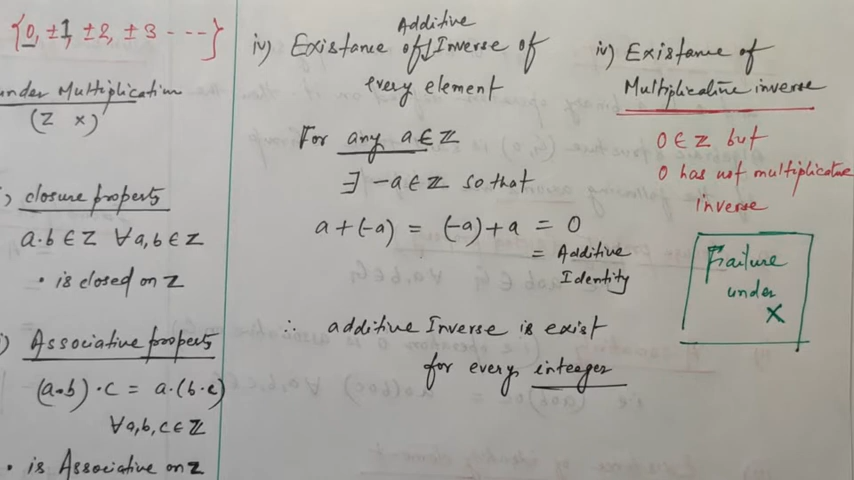 {0, ±1, ±2, ±3 ----}
under Multiplication
(Z ×)
closure property
a·b ∈ Z ∀a,b ∈ Z
· is closed on Z
Associative property
(a·b)·c = a·(b·c)
∀a,b,c ∈ Z
· is Associative on Z
iv) Existance of Additive Inverse of
every element
For any a ∈ Z
∃ -a ∈ Z so that
a+(-a) = (-a)+a = 0
= Additive
Identity
∴ additive Inverse is exist
for every integer
iv) Existance of
Multiplicative inverse
0 ∈ Z but
0 has not multiplicative
inverse
Failure
under
×